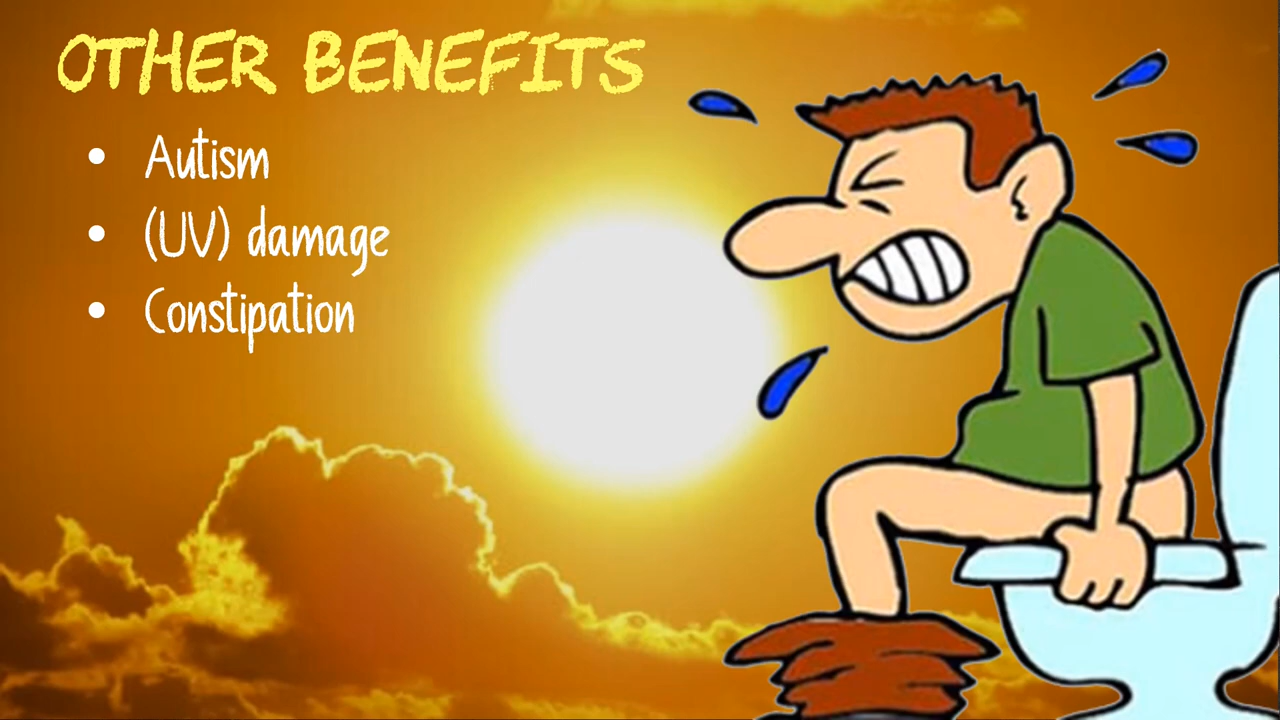 OTHER BENEFITS
• Autism
• (UV) damage
• Constipation